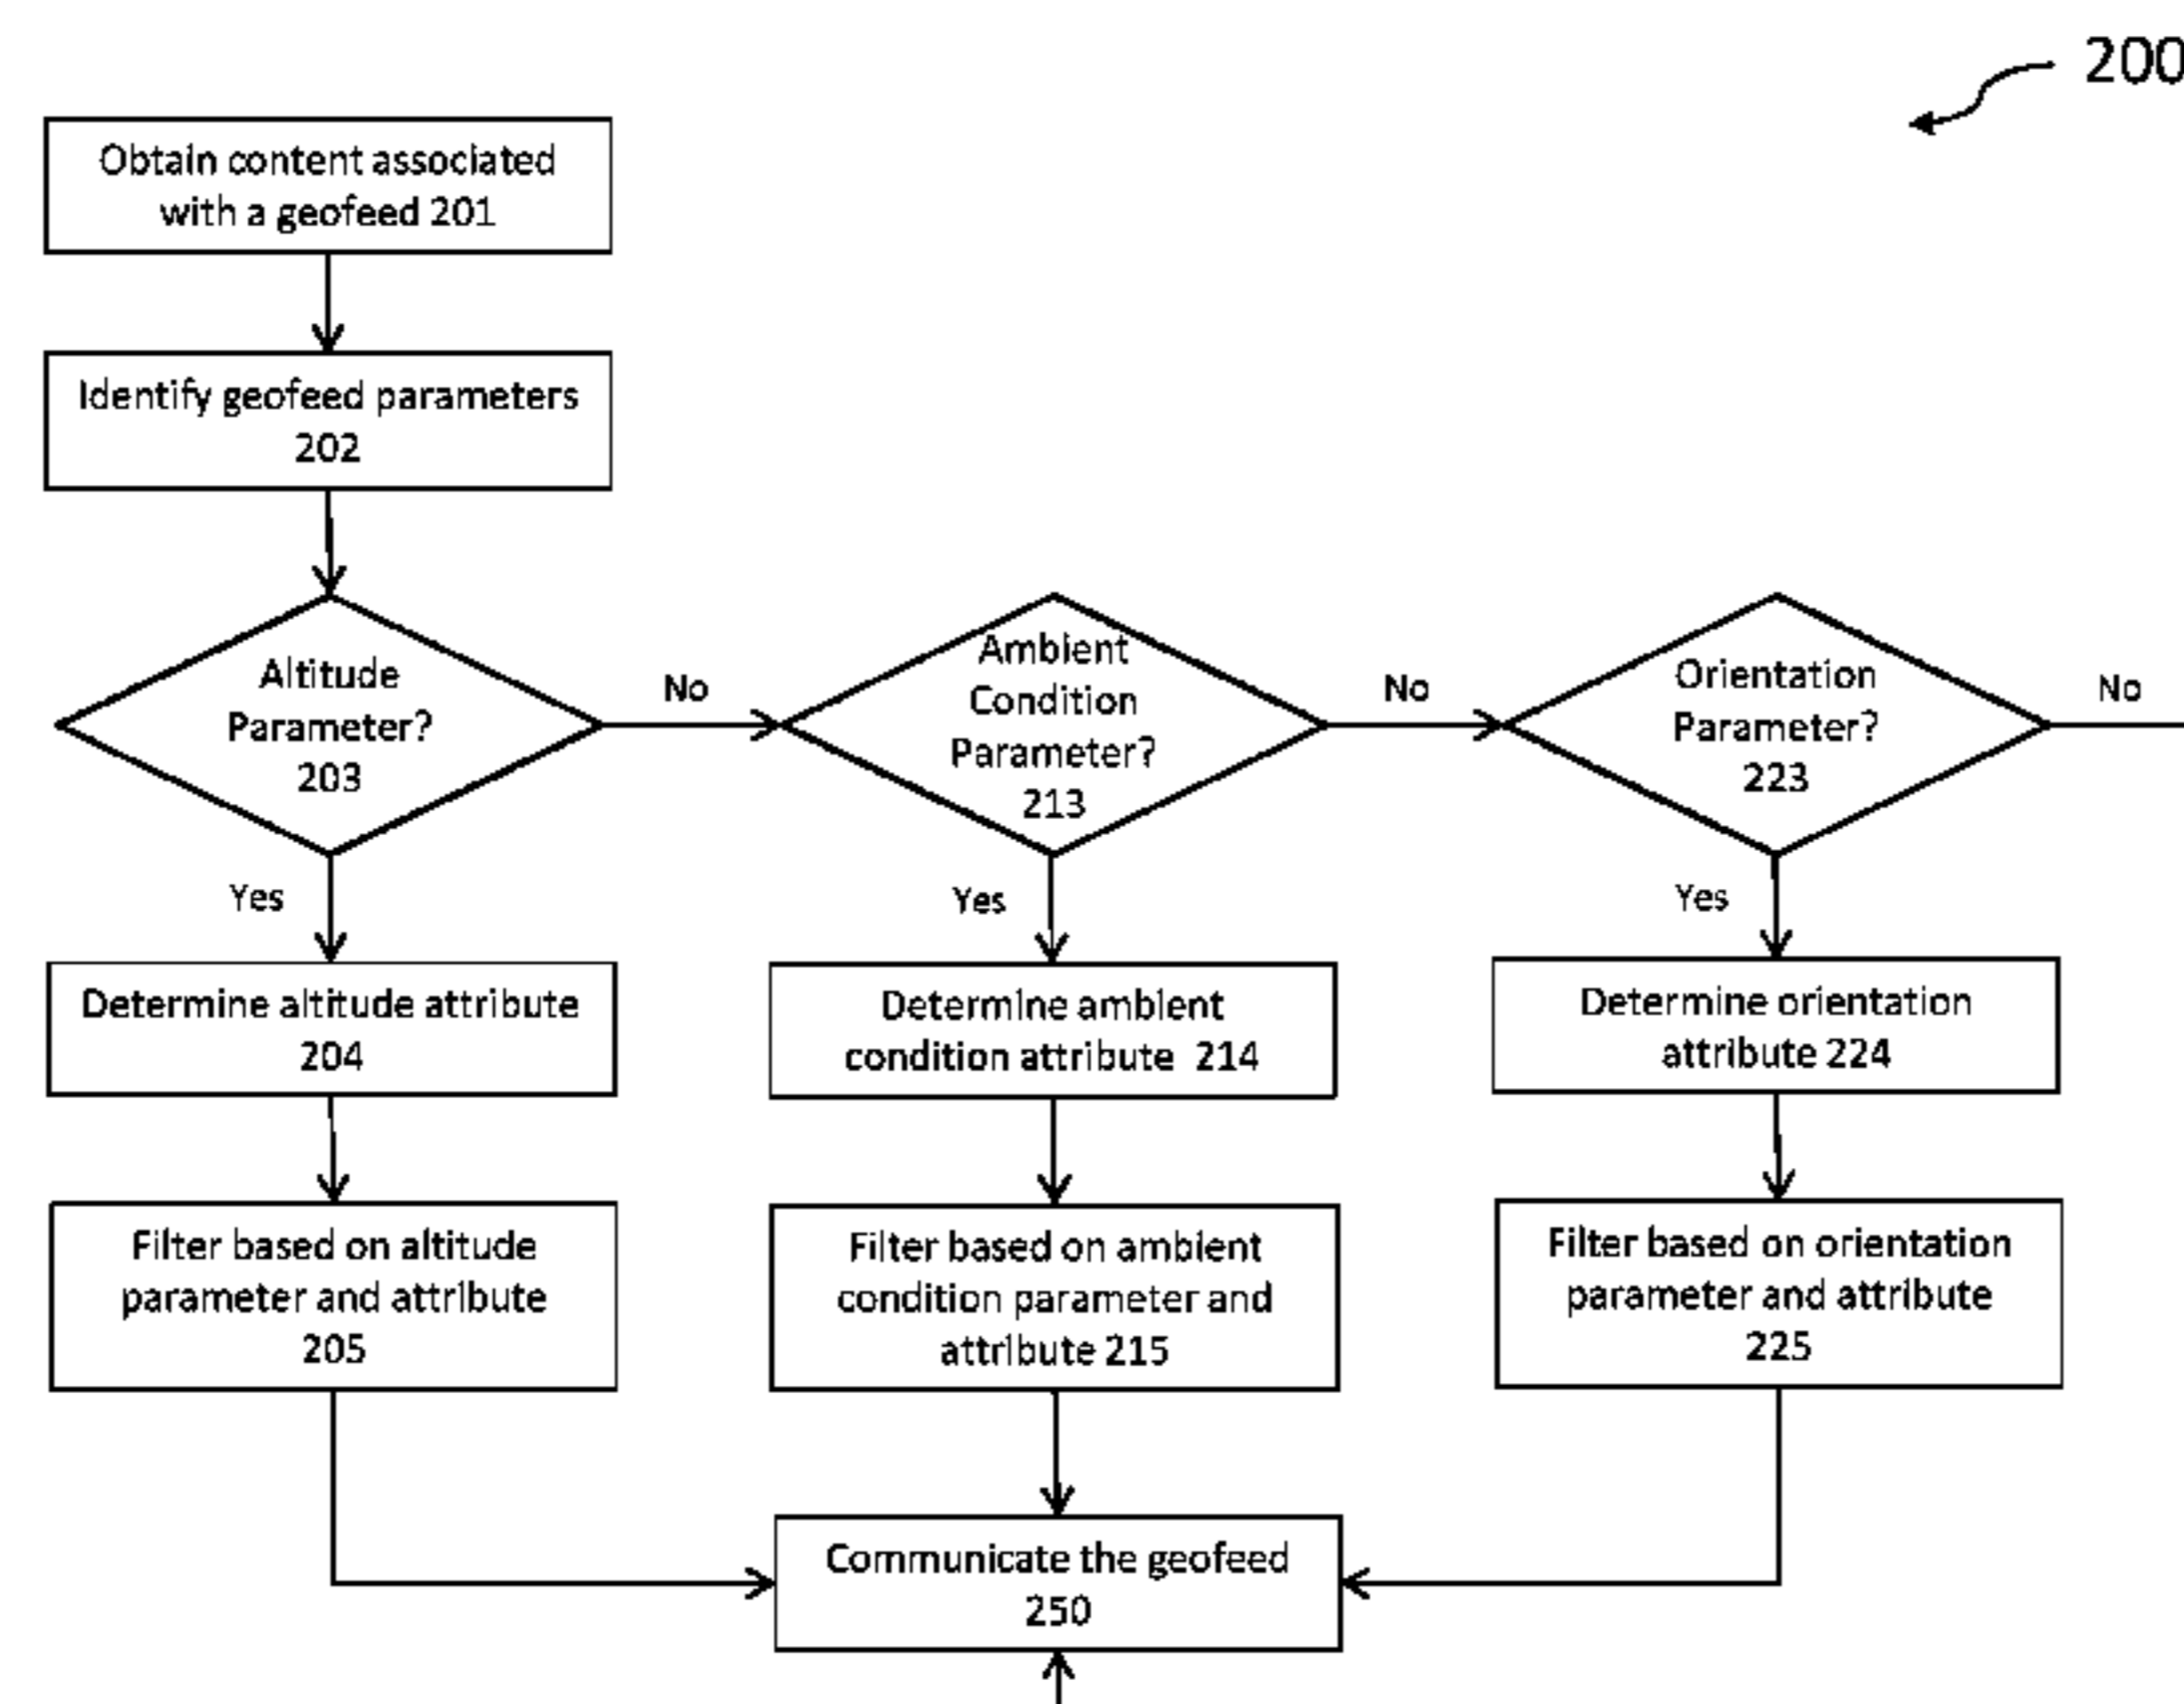 200
Obtain content associated
with a geofeed 201
Identify geofeed parameters
202
Altitude
Parameter?
203
No
Ambient
Condition
Parameter?
213
No
Orientation
Parameter?
223
No
Yes
Yes
Yes
Determine altitude attribute
204
Determine ambient
condition attribute 214
Determine orientation
attribute 224
Filter based on altitude
parameter and attribute
205
Filter based on ambient
condition parameter and
attribute 215
Filter based on orientation
parameter and attribute
225
Communicate the geofeed
250